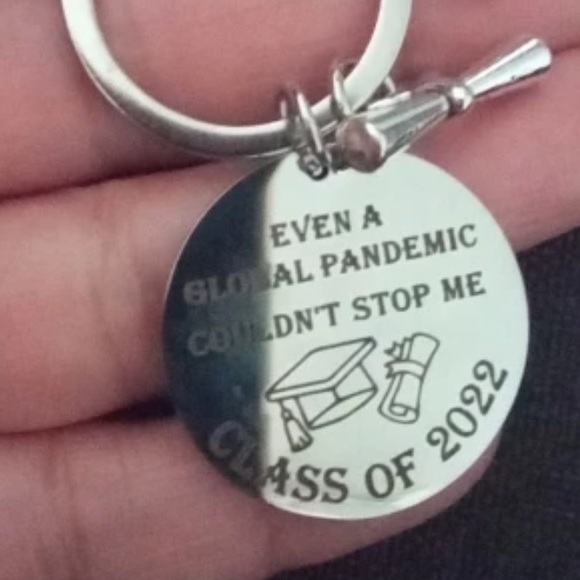 EVEN A
GLOBAL PANDEMIC
COULDN'T STOP ME
CLASS OF 2022